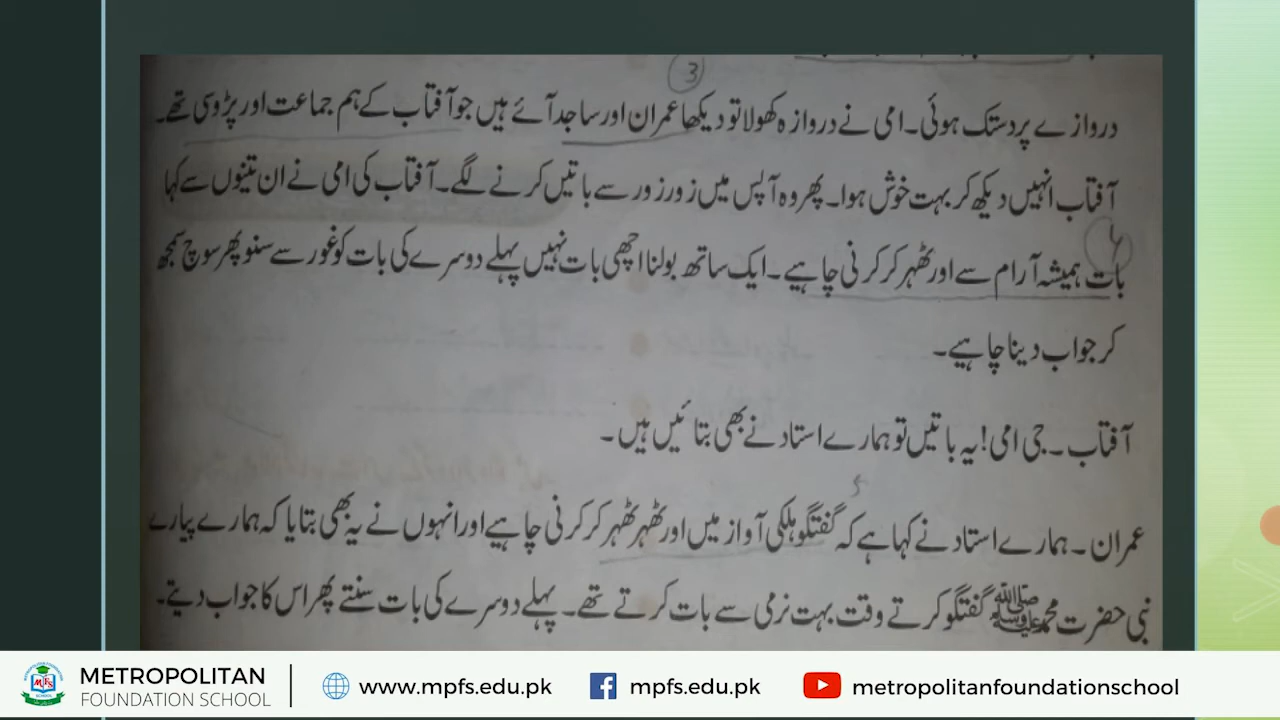 3
دروازے پر دستک ہوئی۔ امی نے دروازہ کھولا تو دیکھا عمران اور ساجد آئے ہیں جو آفتاب کے ہم جماعت اور پڑوسی تھے۔
آفتاب انہیں دیکھ کر بہت خوش ہوا۔ پھر وہ آپس میں زور زور سے باتیں کرنے لگے۔ آفتاب کی امی نے ان تینوں سے کہا
بات ہمیشہ آرام سے اور ٹھہر کر کرنی چاہیے۔ ایک ساتھ بولنا اچھی بات نہیں پہلے دوسرے کی بات کو غور سے سنو پھر سوچ سمجھ
کر جواب دینا چاہیے۔
آفتاب۔ جی امی! یہ باتیں تو ہمارے استاد نے بھی بتائیں ہیں۔
عمران۔ ہمارے استاد نے کہا ہے کہ گفتگو ہلکی آواز میں اور ٹھہر ٹھہر کر کرنی چاہیے اور انہوں نے یہ بھی بتایا کہ ہمارے پیارے
نبی حضرت محمد ﷺ گفتگو کرتے وقت بہت نرمی سے بات کرتے تھے۔ پہلے دوسرے کی بات سنتے پھر اس کا جواب دیتے۔
METROPOLITAN
FOUNDATION SCHOOL
www.mpfs.edu.pk
mpfs.edu.pk
metropolitanfoundationschool